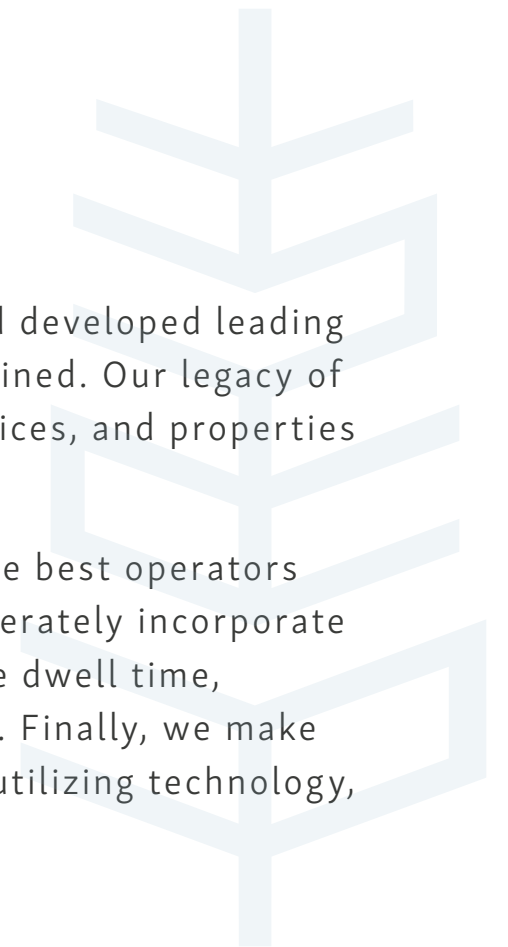 d developed leading
ined. Our legacy of
ices, and properties
e best operators
erately incorporate
e dwell time,
. Finally, we make
utilizing technology,